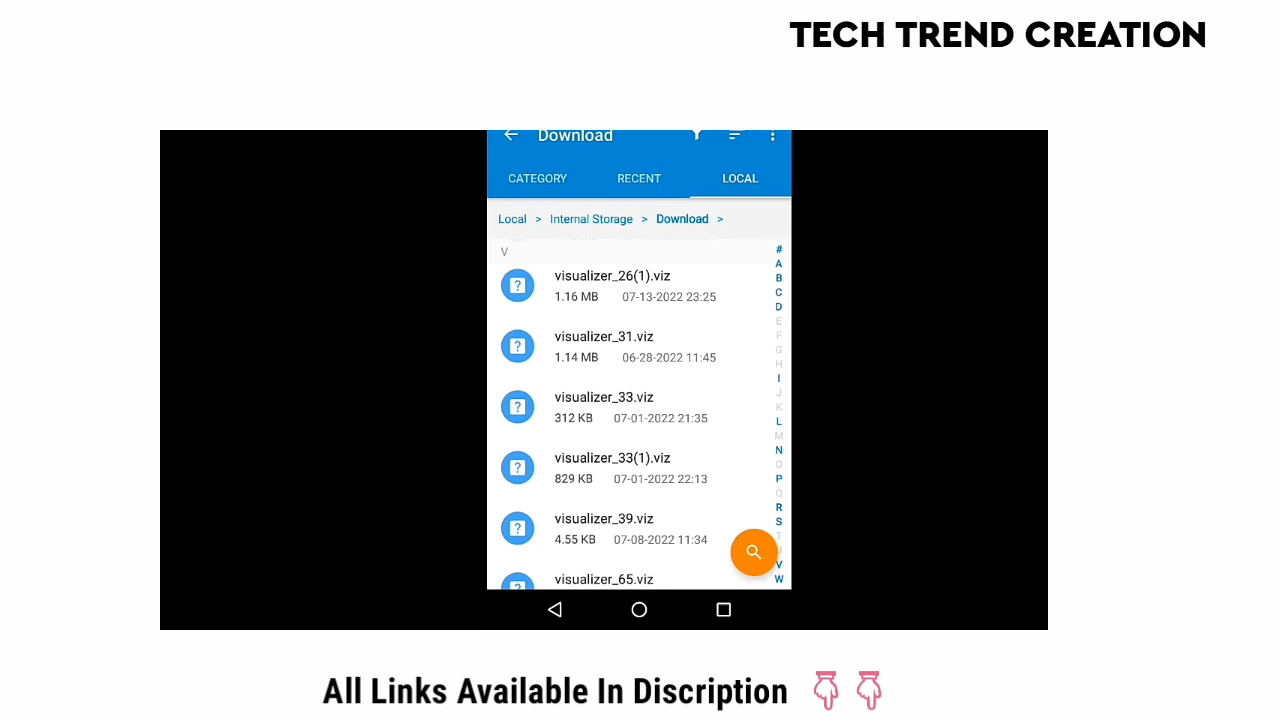 TECH TREND CREATION
Download
CATEGORY RECENT LOCAL
Local > Internal Storage > Download >
V
visualizer_26(1).viz
1.16 MB 07-13-2022 23:25
visualizer_31.viz
1.14 MB 06-28-2022 11:45
visualizer_33.viz
312 KB 07-01-2022 21:35
visualizer_33(1).viz
829 KB 07-01-2022 22:13
visualizer_39.viz
4.55 KB 07-08-2022 11:34
visualizer_65.viz
#
A
B
C
D
E
F
G
H
I
J
K
L
M
N
O
P
Q
R
S
T
V
W
All Links Available In Discription